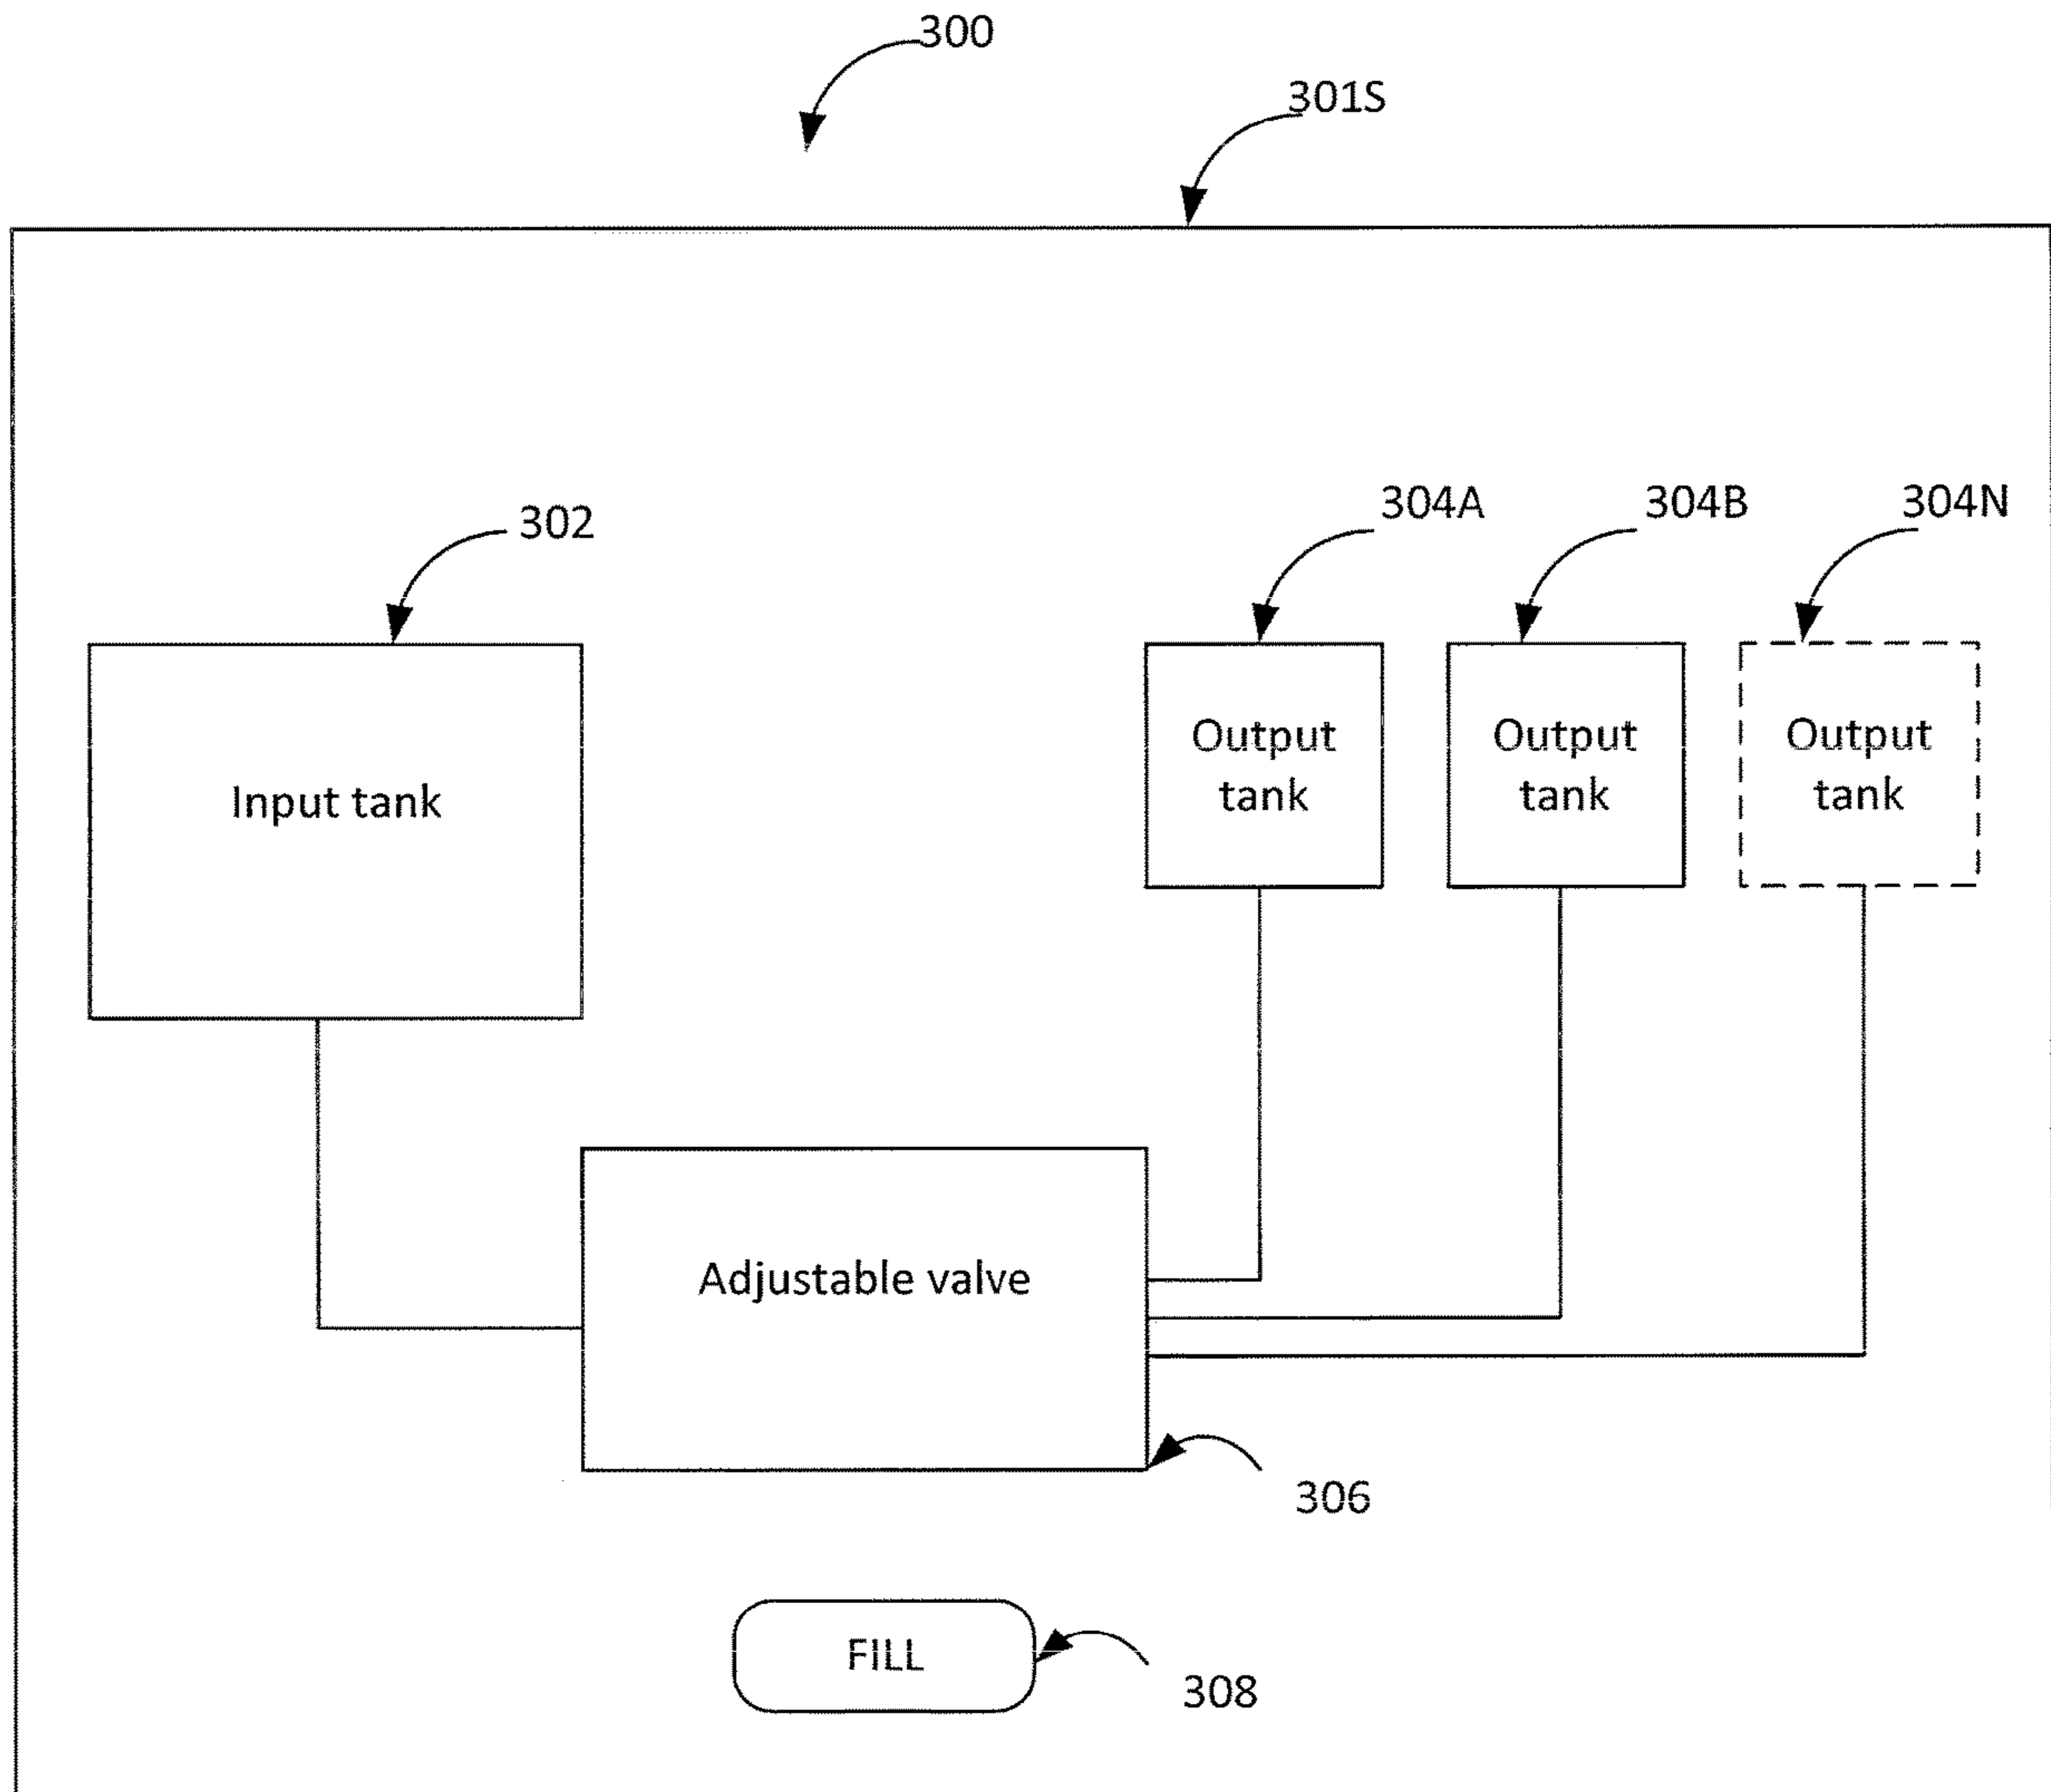 300
301S
302
304A
304B
304N
Input tank
Output
tank
Output
tank
Output
tank
Adjustable valve
306
FILL
308